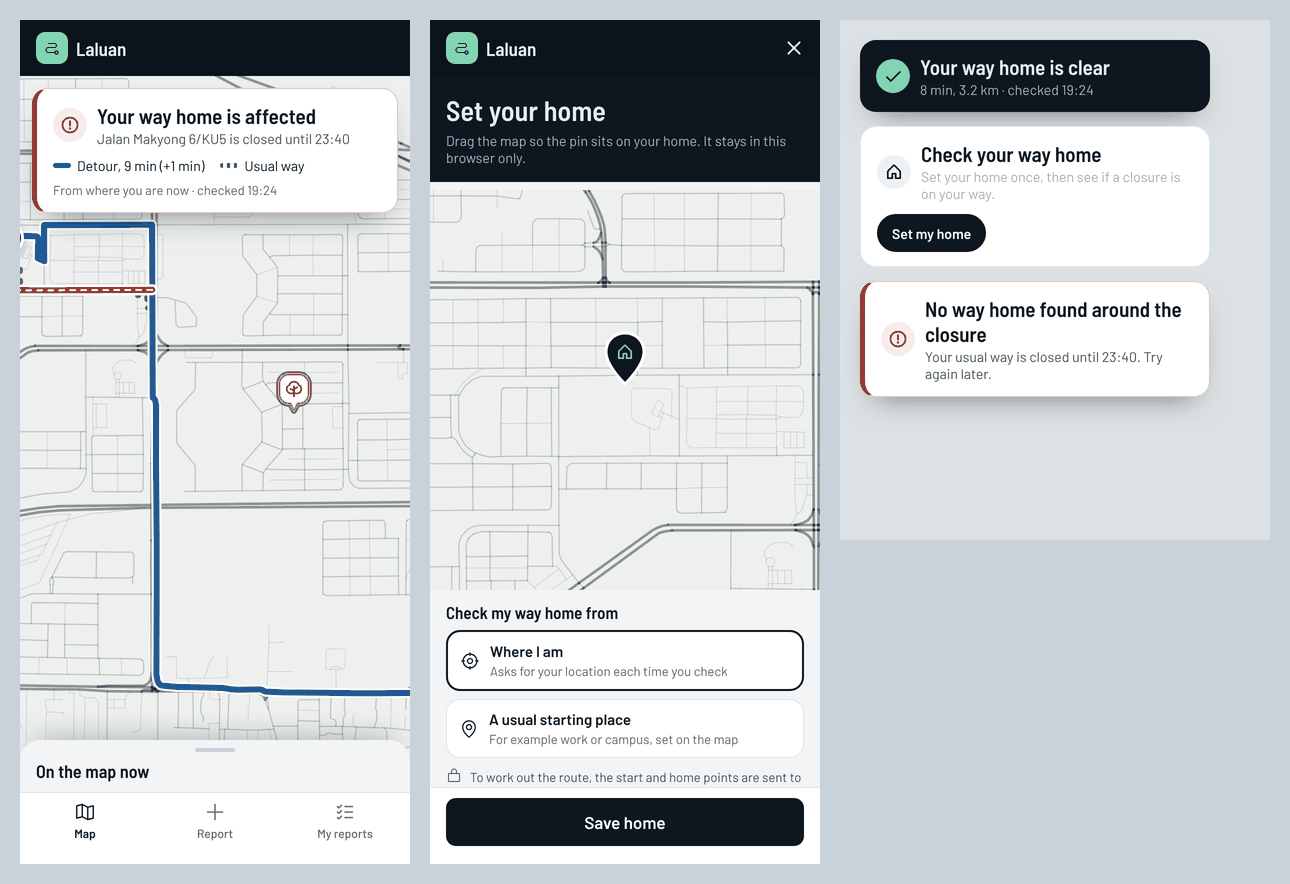 Laluan
Your way home is affected
Jalan Makyong 6/KU5 is closed until 23:40
Detour, 9 min (+1 min)
Usual way
From where you are now · checked 19:24
On the map now
Map
Report
My reports
Laluan
Set your home
Drag the map so the pin sits on your home. It stays in this
browser only.
Check my way home from
Where I am
Asks for your location each time you check
A usual starting place
For example work or campus, set on the map
To work out the route, the start and home points are sent to
Save home
Your way home is clear
8 min, 3.2 km · checked 19:24
Check your way home
Set your home once, then see if a closure is
on your way.
Set my home
No way home found around the
closure
Your usual way is closed until 23:40. Try
again later.